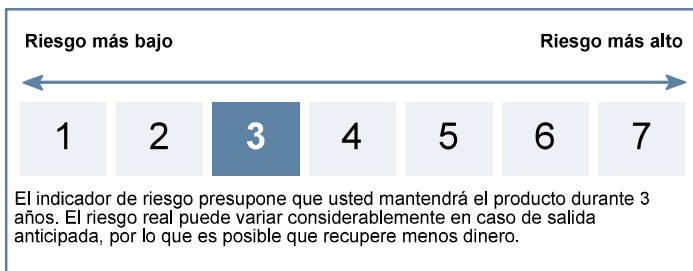 Riesgo más bajo Riesgo más alto
1 2 3 4 5 6 7
El indicador de riesgo presupone que usted mantendrá el producto durante 3
años. El riesgo real puede variar considerablemente en caso de salida
anticipada, por lo que es posible que recupere menos dinero.